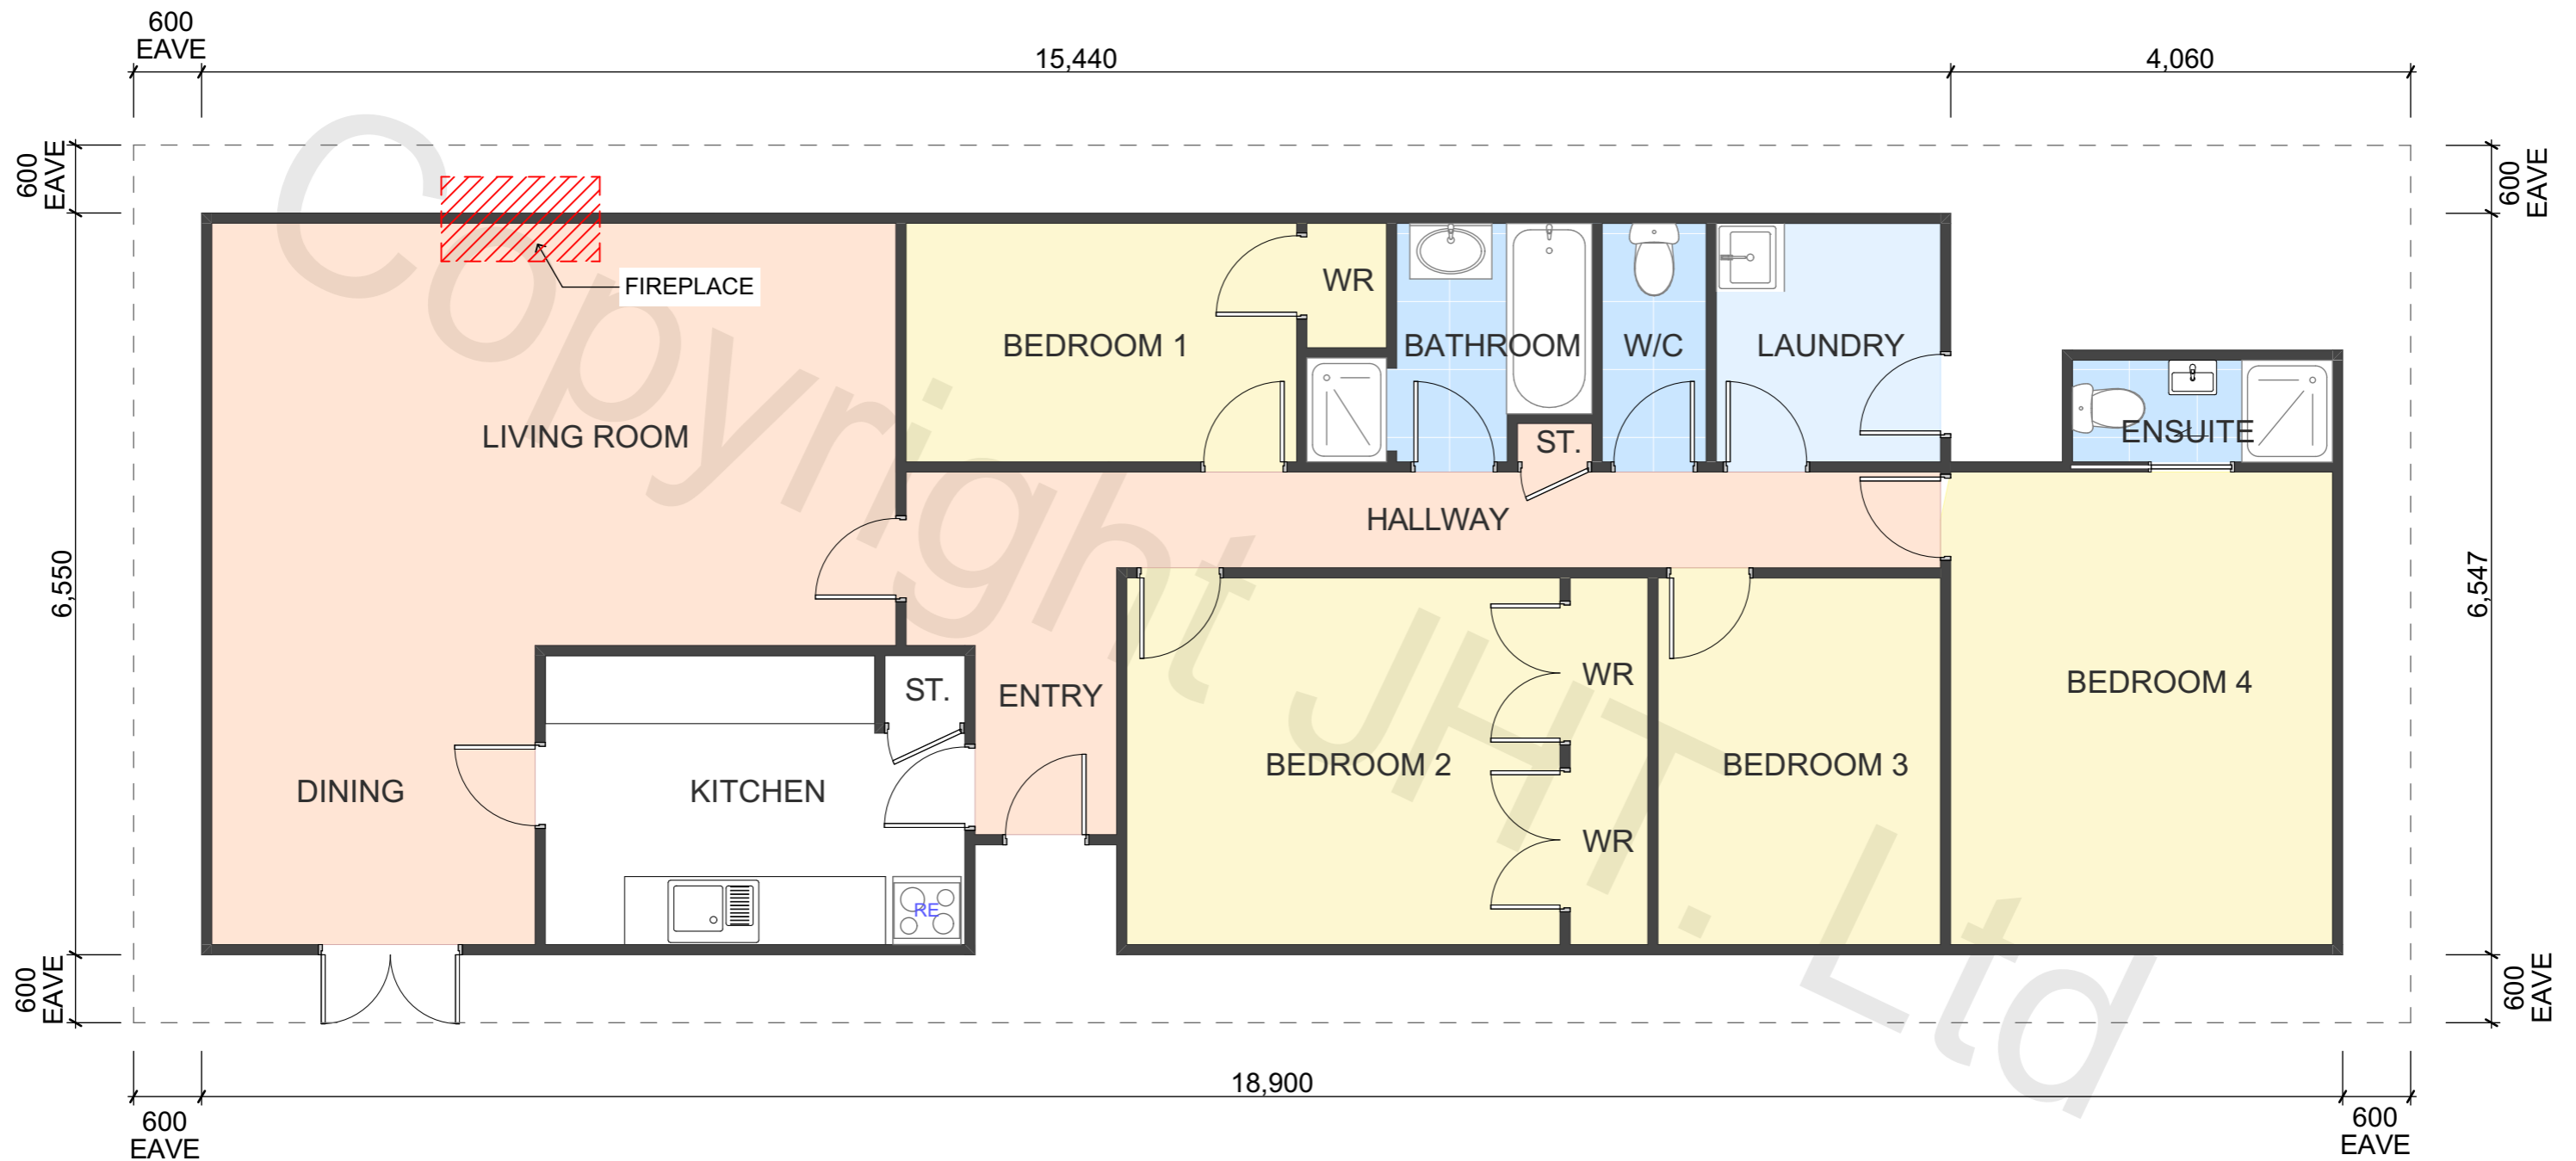 600
EAVE
15,440
4,060
600
EAVE
600
EAVE
FIREPLACE
WR
BEDROOM 1
BATHROOM
W/C
LAUNDRY
LIVING ROOM
ST.
ENSUITE
HALLWAY
6,550
6,547
ST.
ENTRY
WR
BEDROOM 4
DINING
KITCHEN
BEDROOM 2
BEDROOM 3
WR
RE
600
EAVE
600
EAVE
18,900
600
EAVE
600
EAVE
Copyright JHT. Ltd